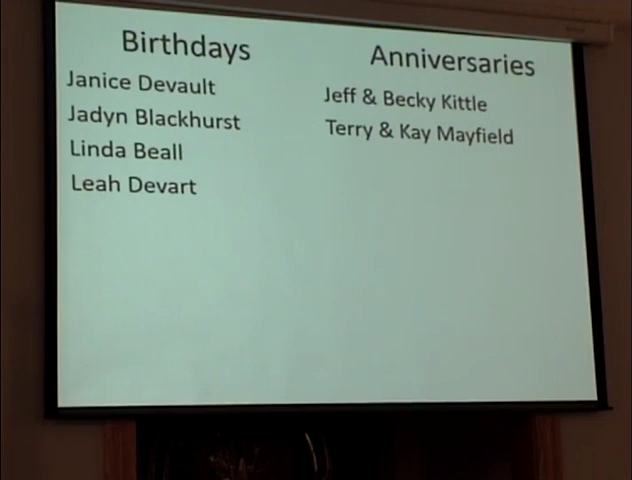 Birthdays
Janice Devault
Jadyn Blackhurst
Linda Beall
Leah Devart
Anniversaries
Jeff & Becky Kittle
Terry & Kay Mayfield